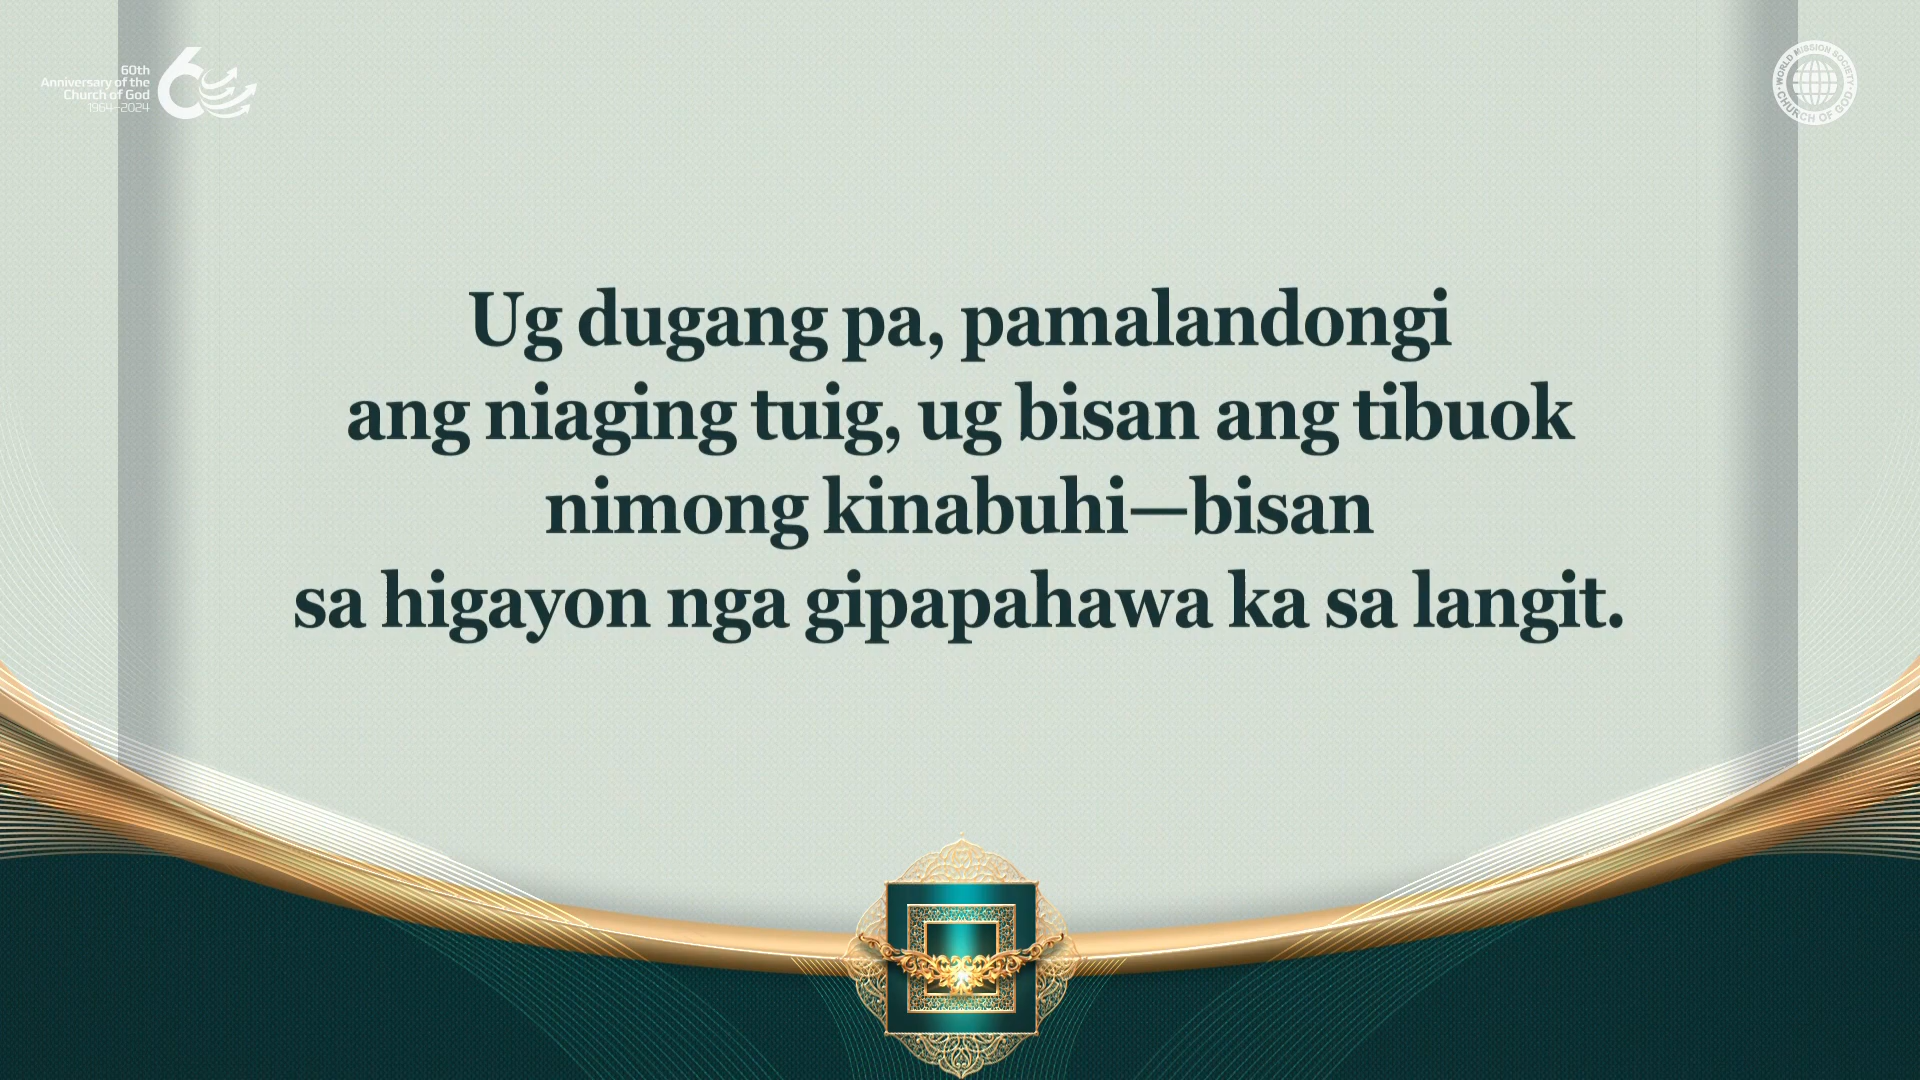 60th
Anniversary of the
Church of God
1964–2024
60
WORLD MISSION SOCIETY
CHURCH OF GOD
Ug dugang pa, pamalandongi
ang niaging tuig, ug bisan ang tibuok
nimong kinabuhi—bisan
sa higayon nga gipapahawa ka sa langit.